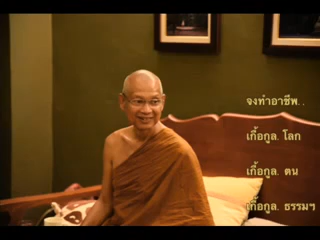 จงทำอาชีพ. .
เกื้อกูล. โลก
เกื้อกูล. ตน
เกื้อกูล. ธรรมฯ